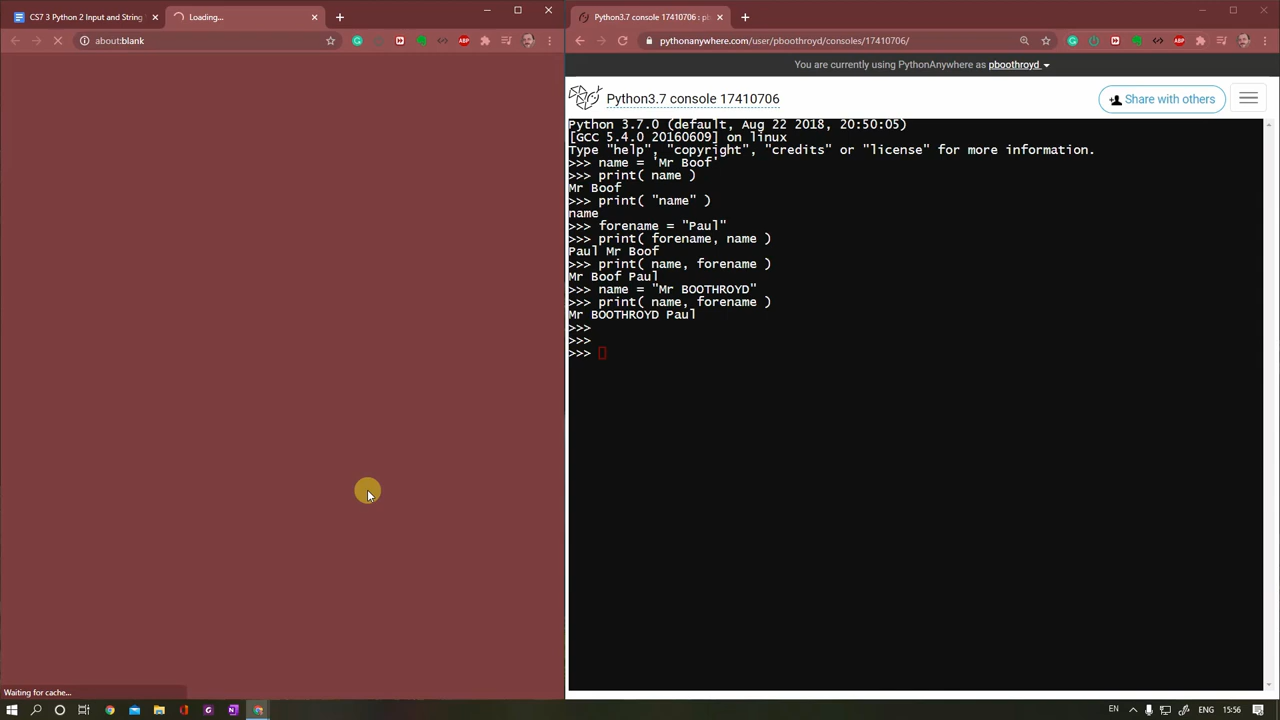 CS7 3 Python 2 Input and String
Loading...
about:blank
Waiting for cache...
Python3.7 console 17410706 : pb
pythonanywhere.com/user/pboothroyd/consoles/17410706/
You are currently using PythonAnywhere as pboothroyd
Python3.7 console 17410706
Share with others
Python 3.7.0 (default, Aug 22 2018, 20:50:05)
[GCC 5.4.0 20160609] on linux
Type "help", "copyright", "credits" or "license" for more information.
>>> name = 'Mr Boof'
>>> print( name )
Mr Boof
>>> print( "name" )
name
>>> forename = "Paul"
>>> print( forename, name )
Paul Mr Boof
>>> print( name, forename )
Mr Boof Paul
>>> name = "Mr BOOTHROYD"
>>> print( name, forename )
Mr BOOTHROYD Paul
>>>
>>>
>>>
EN
ENG
15:56